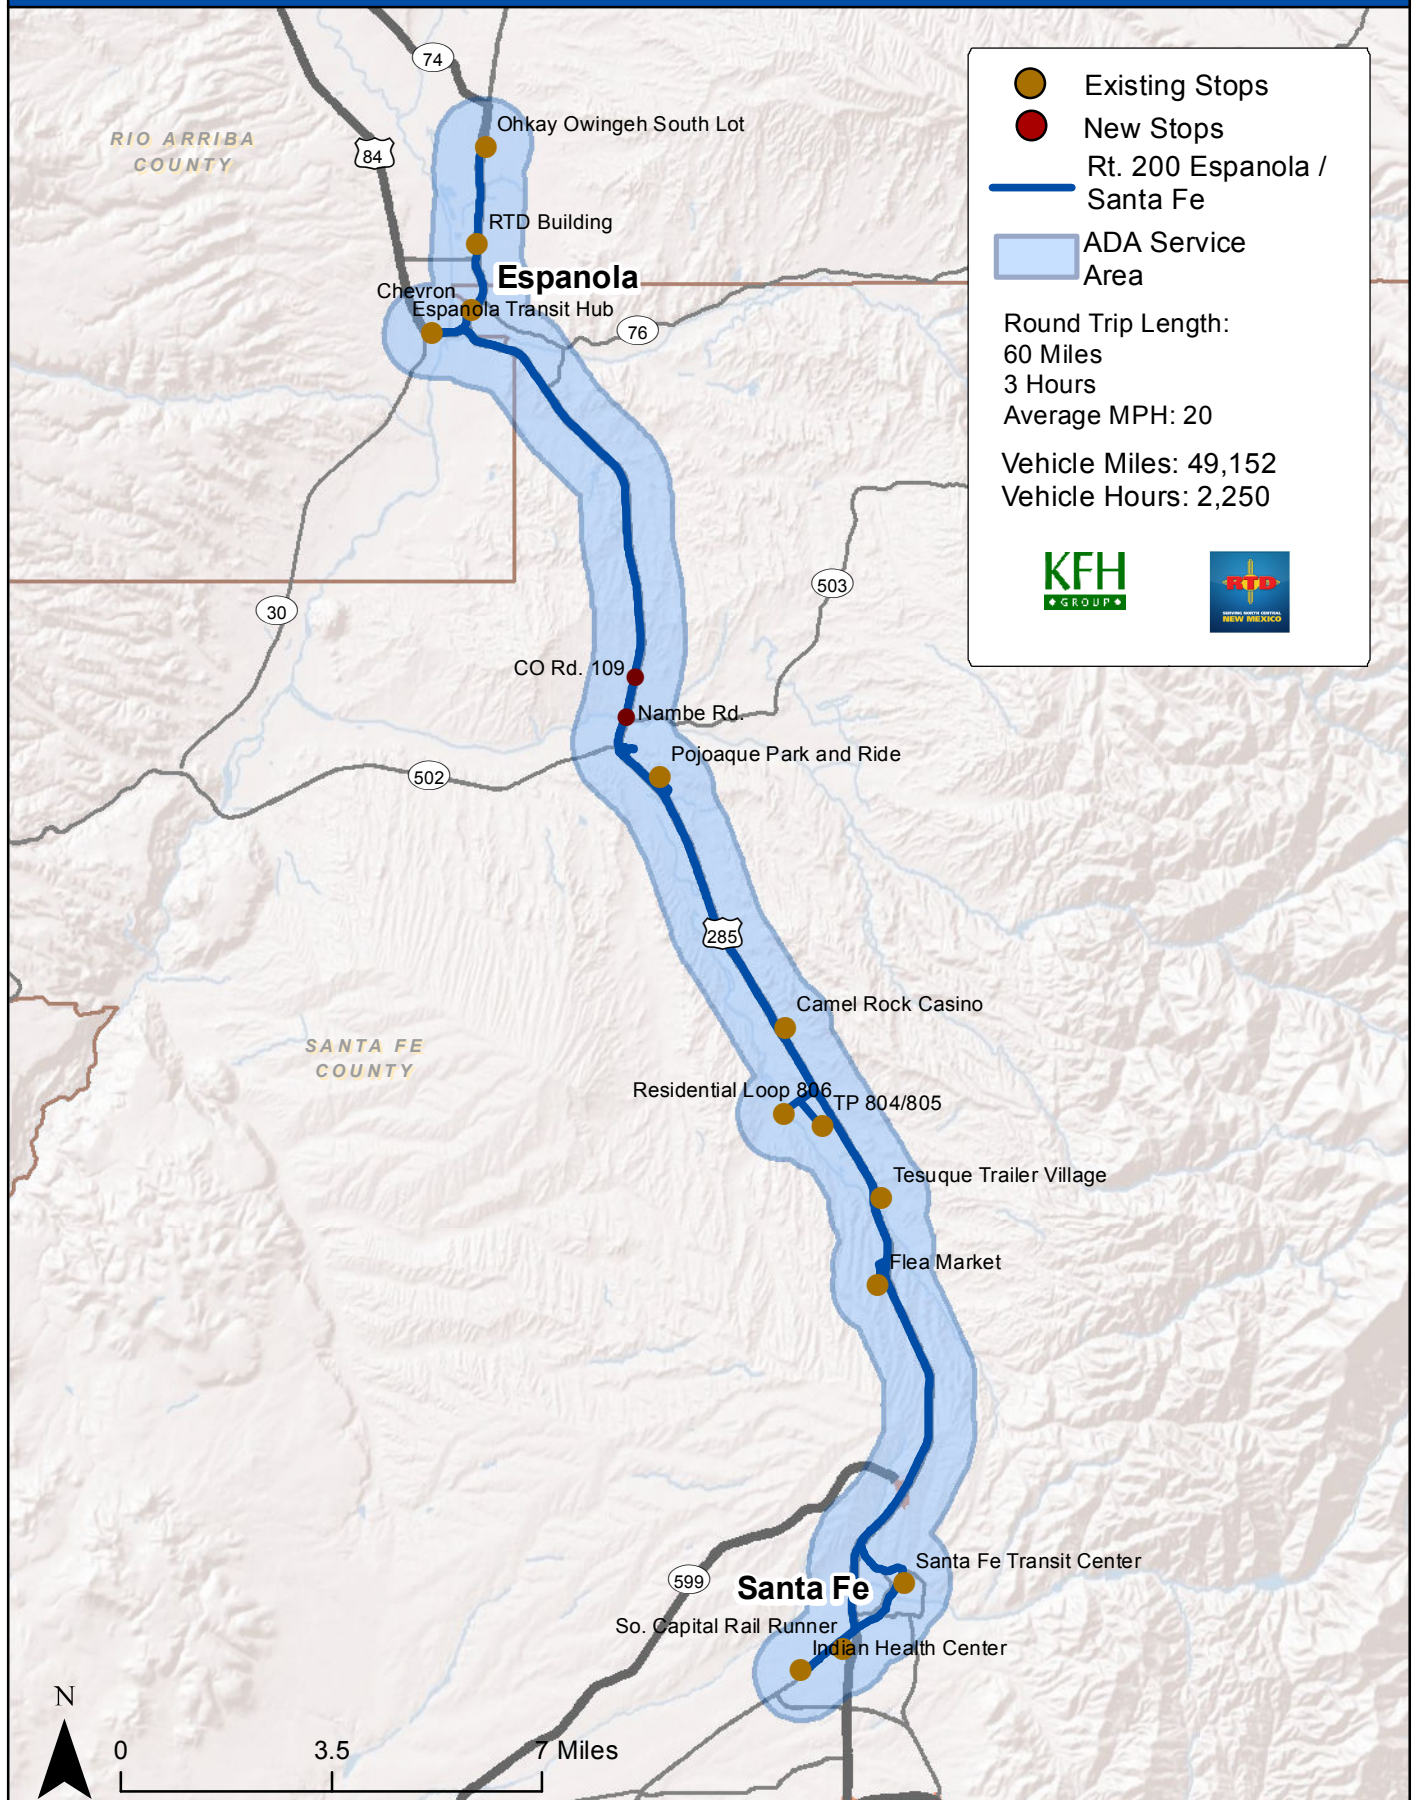 74
Ohkay Owingeh South Lot
RIO ARRIBA
COUNTY
84
RTD Building
Espanola
Chevron
Espanola Transit Hub
76
Existing Stops
New Stops
Rt. 200 Espanola /
Santa Fe
ADA Service
Area
Round Trip Length:
60 Miles
3 Hours
Average MPH: 20
Vehicle Miles: 49,152
Vehicle Hours: 2,250
KFH
GROUP
RTD
SERVING NORTH CENTRAL
NEW MEXICO
503
30
CO Rd. 109
Nambe Rd.
Pojoaque Park and Ride
502
285
Camel Rock Casino
SANTA FE
COUNTY
Residential Loop 806
TP 804/805
Tesuque Trailer Village
Flea Market
Santa Fe Transit Center
599
Santa Fe
So. Capital Rail Runner
Indian Health Center
N
0 3.5 7 Miles